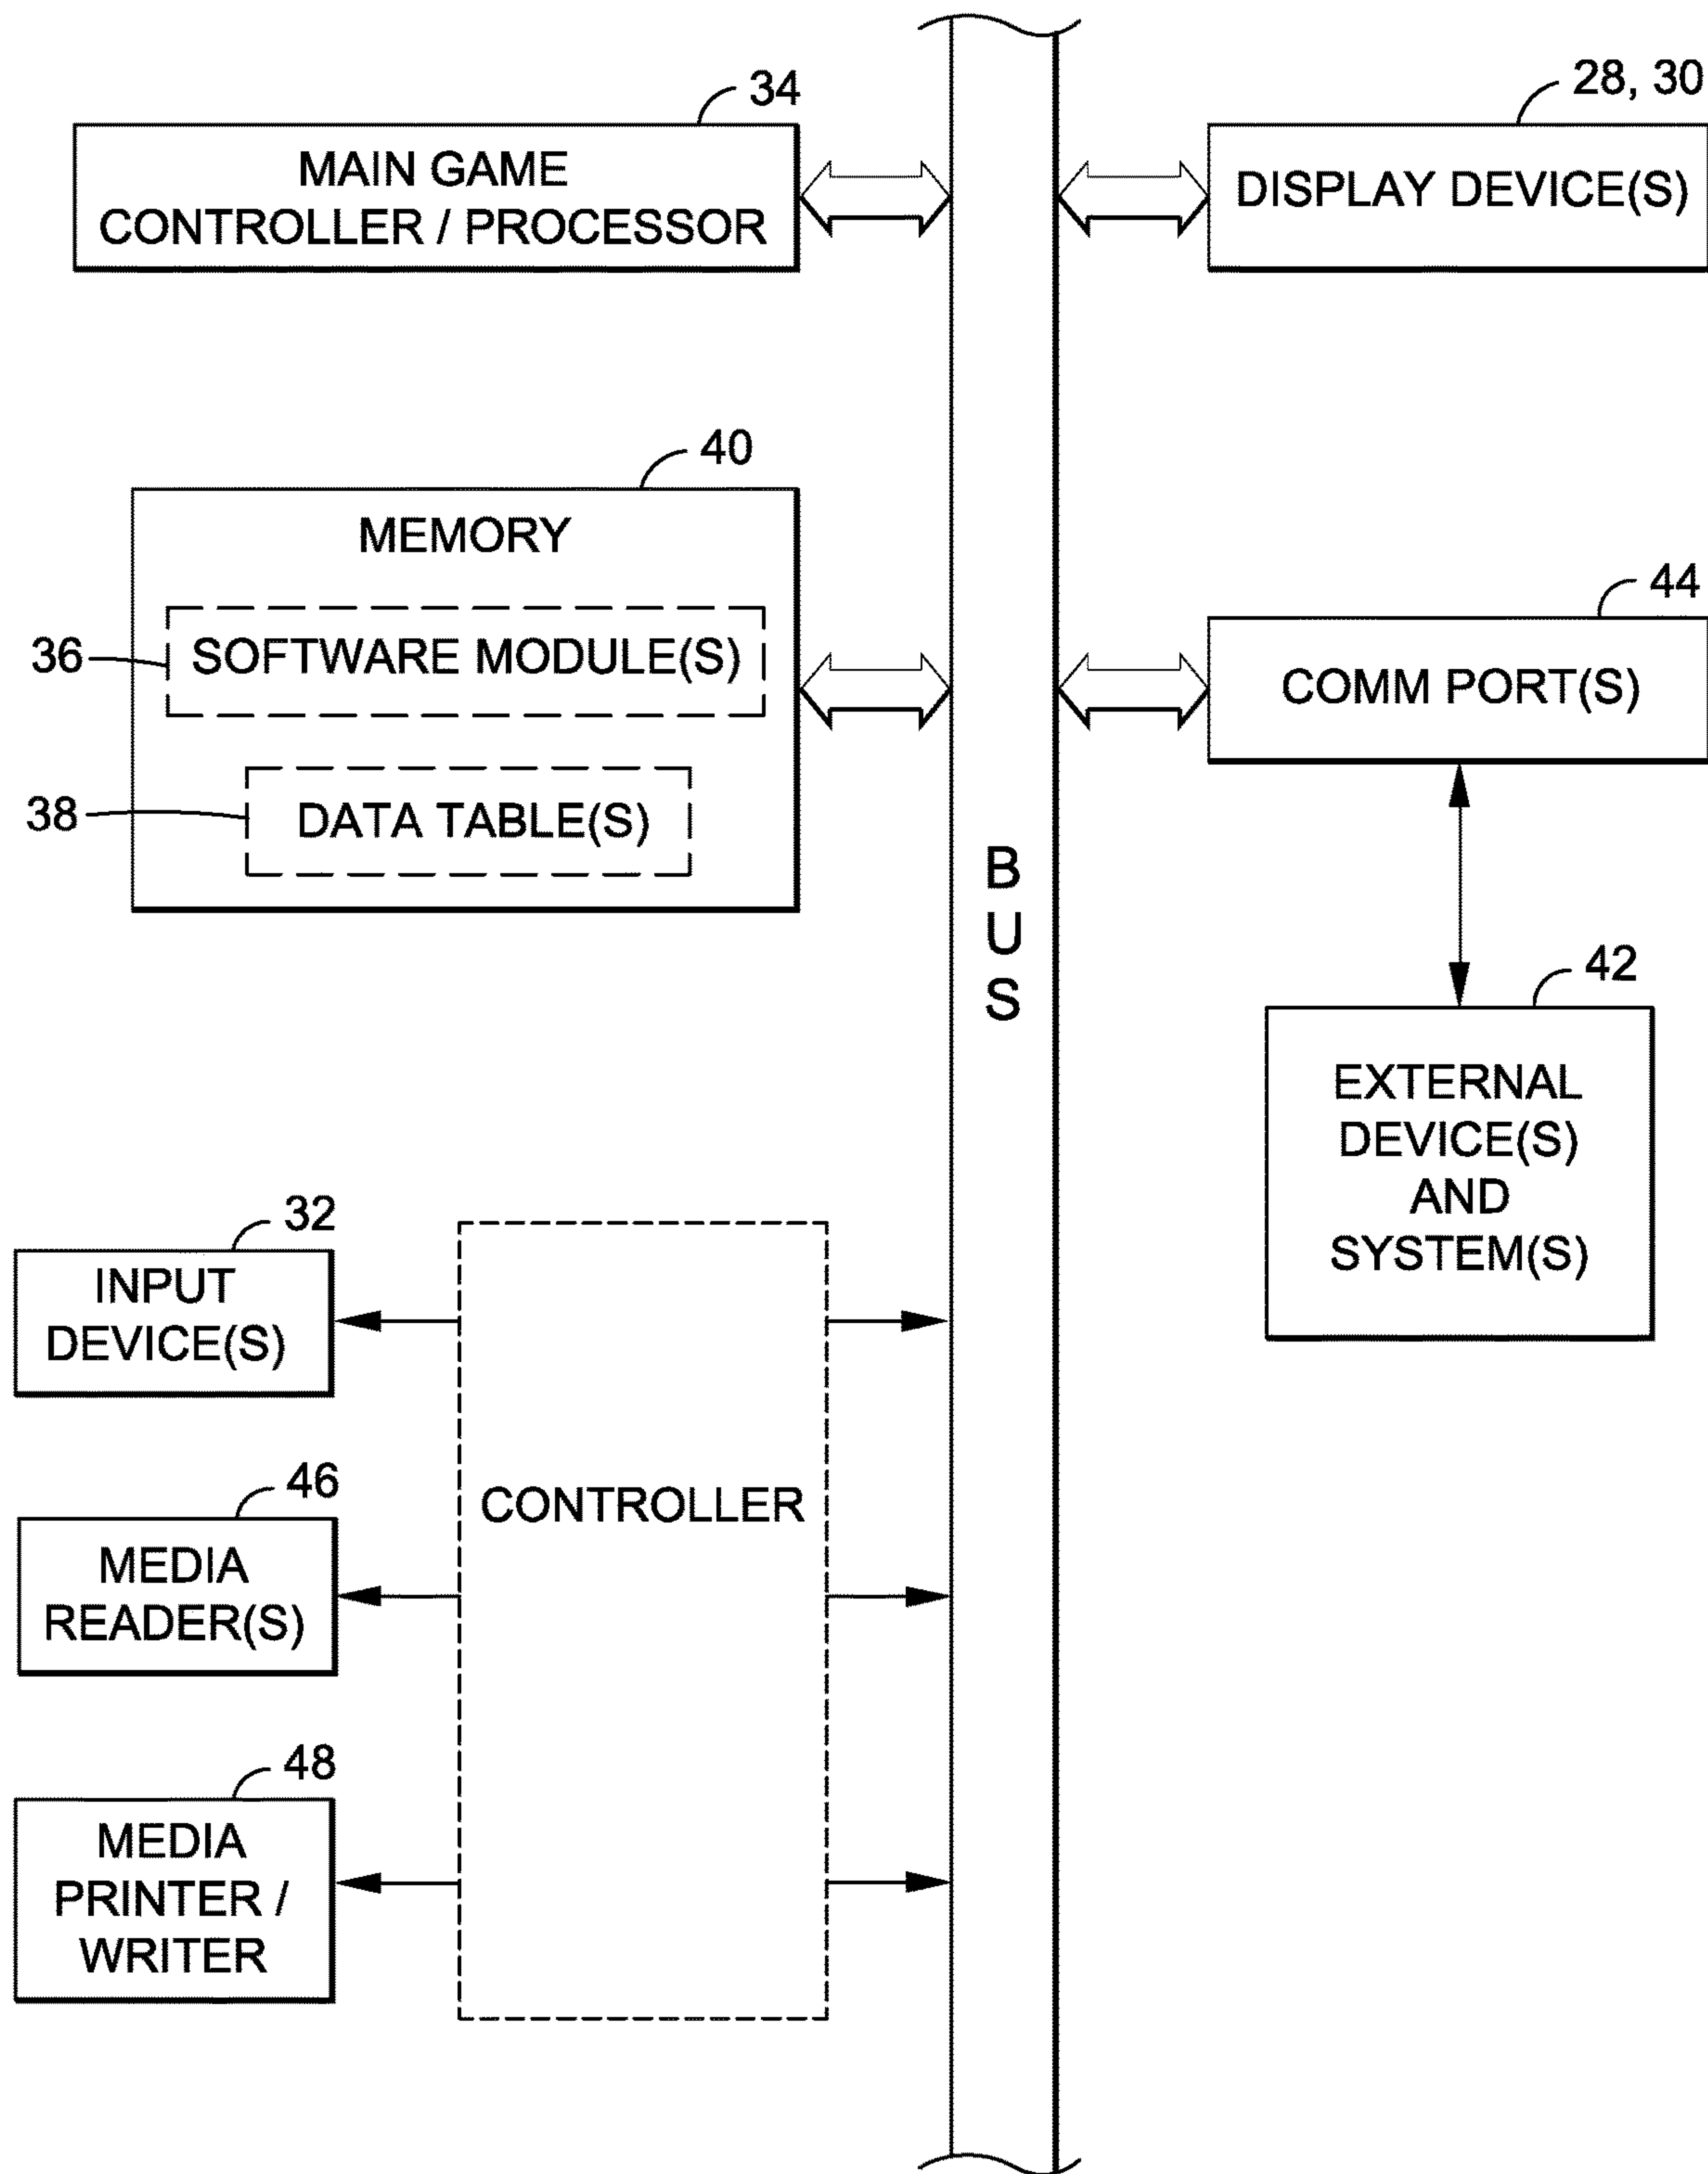 34
MAIN GAME
CONTROLLER / PROCESSOR
28, 30
DISPLAY DEVICE(S)
40
MEMORY
36
SOFTWARE MODULE(S)
38
DATA TABLE(S)
44
COMM PORT(S)
B
U
S
42
EXTERNAL
DEVICE(S)
AND
SYSTEM(S)
32
INPUT
DEVICE(S)
46
MEDIA
READER(S)
CONTROLLER
48
MEDIA
PRINTER /
WRITER